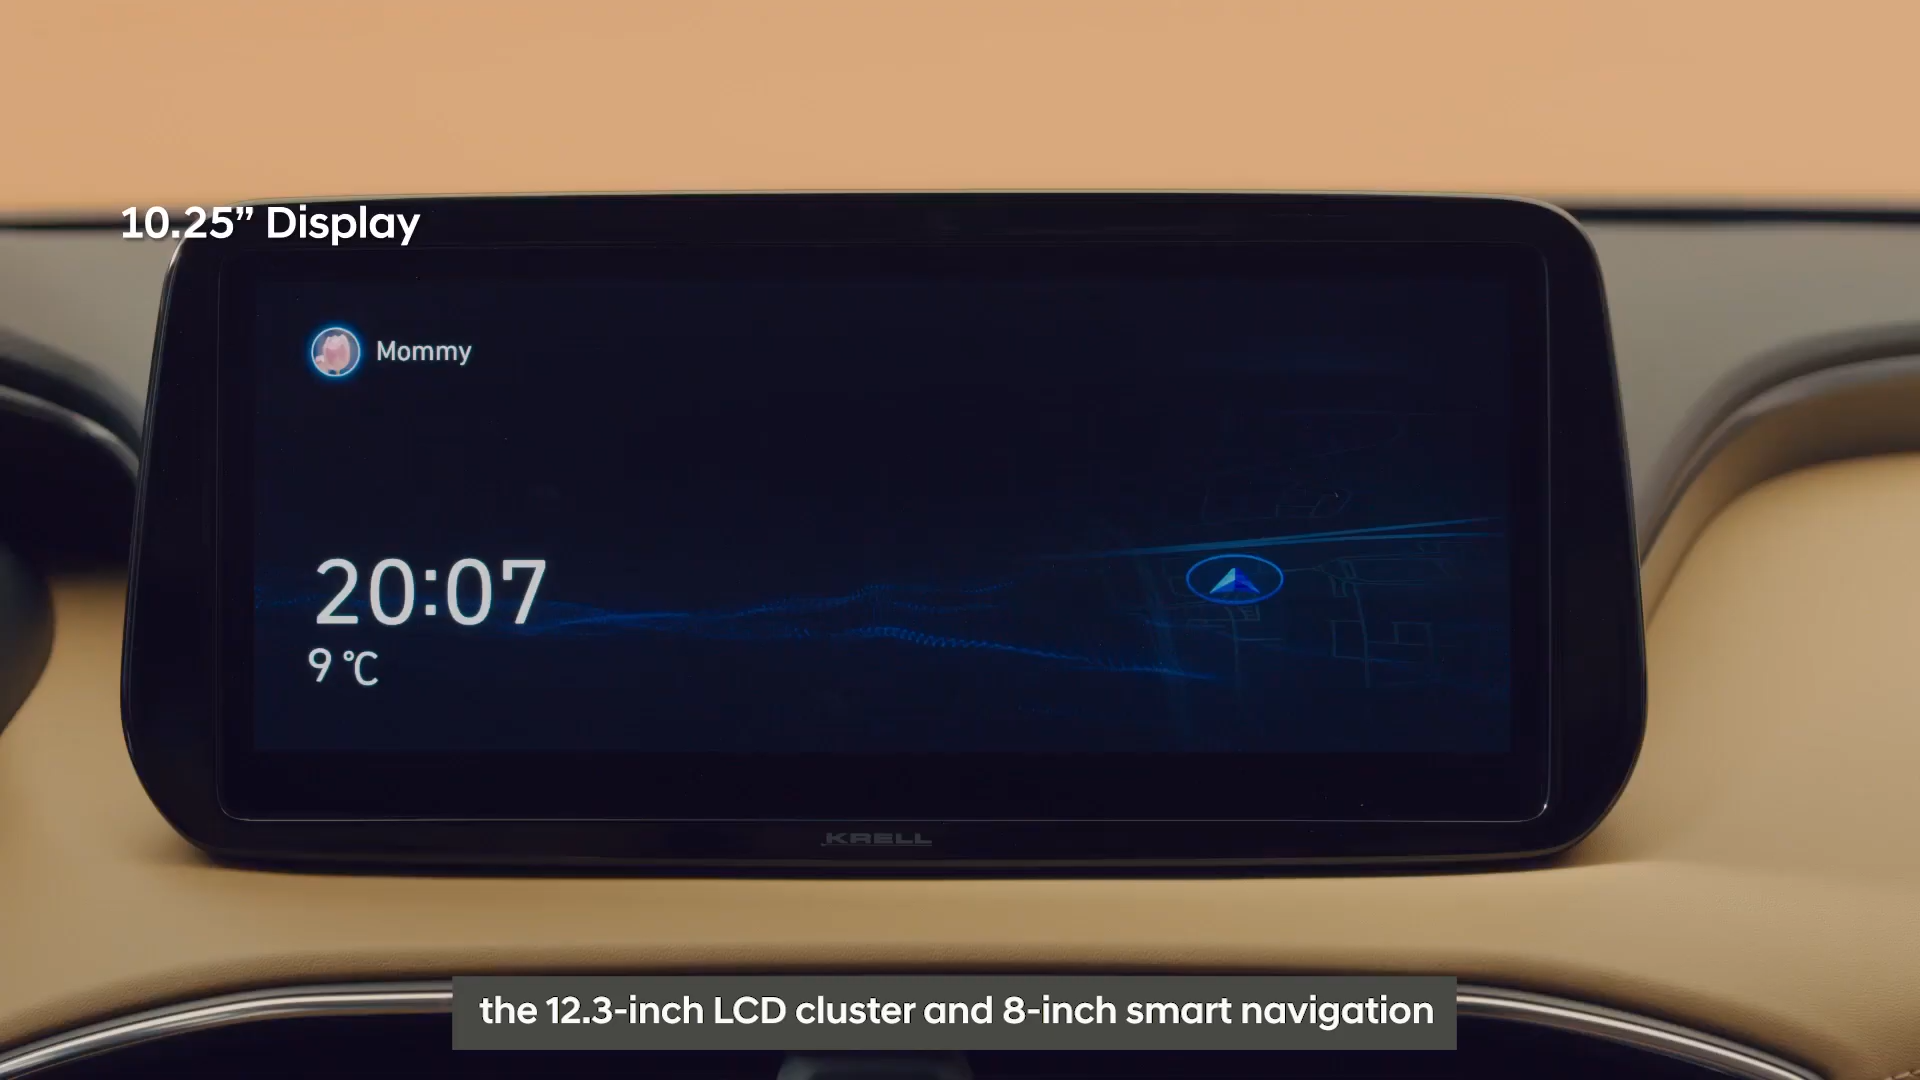 10.25” Display
Mommy
20:07
9 °C
KRELL
the 12.3-inch LCD cluster and 8-inch smart navigation